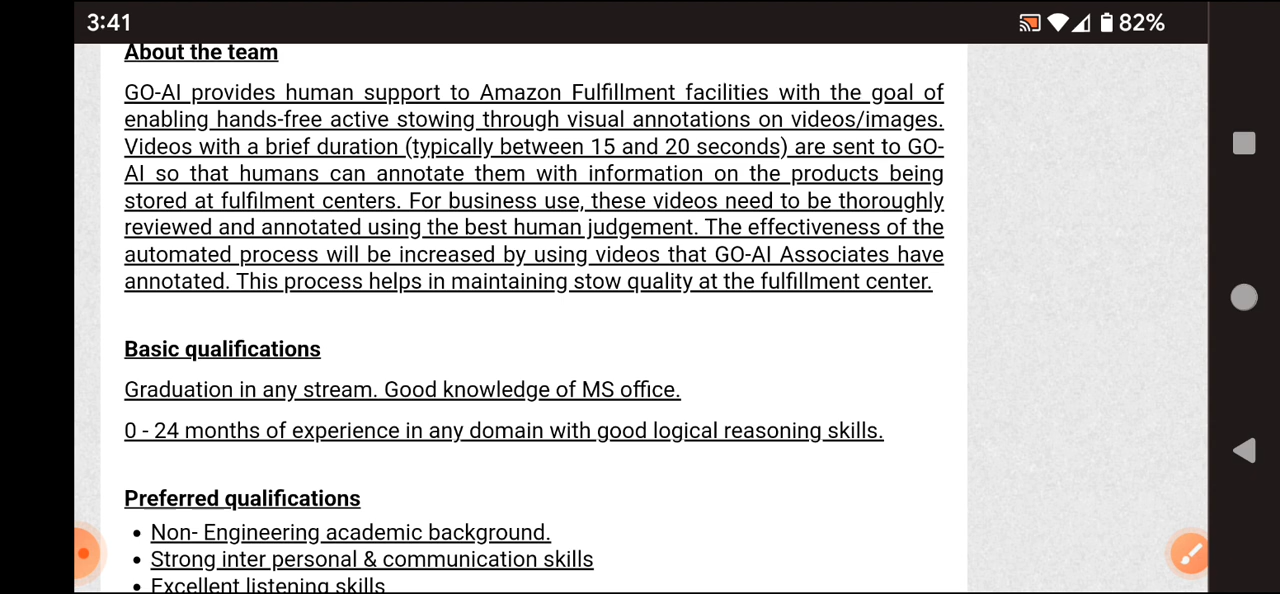 3:41
82%
About the team
GO-AI provides human support to Amazon Fulfillment facilities with the goal of
enabling hands-free active stowing through visual annotations on videos/images.
Videos with a brief duration (typically between 15 and 20 seconds) are sent to GO-
AI so that humans can annotate them with information on the products being
stored at fulfilment centers. For business use, these videos need to be thoroughly
reviewed and annotated using the best human judgement. The effectiveness of the
automated process will be increased by using videos that GO-AI Associates have
annotated. This process helps in maintaining stow quality at the fulfillment center.
Basic qualifications
Graduation in any stream. Good knowledge of MS office.
0 - 24 months of experience in any domain with good logical reasoning skills.
Preferred qualifications
• Non- Engineering academic background.
• Strong inter personal & communication skills
• Excellent listening skills